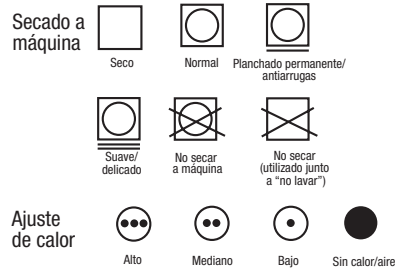 Secado a
máquina
Seco
Normal
Planchado permanente/
antiarrugas
Suave/
delicado
No secar
a máquina
No secar
(utilizado junto
a “no lavar”)
Ajuste
de calor
Alto
Mediano
Bajo
Sin calor/aire